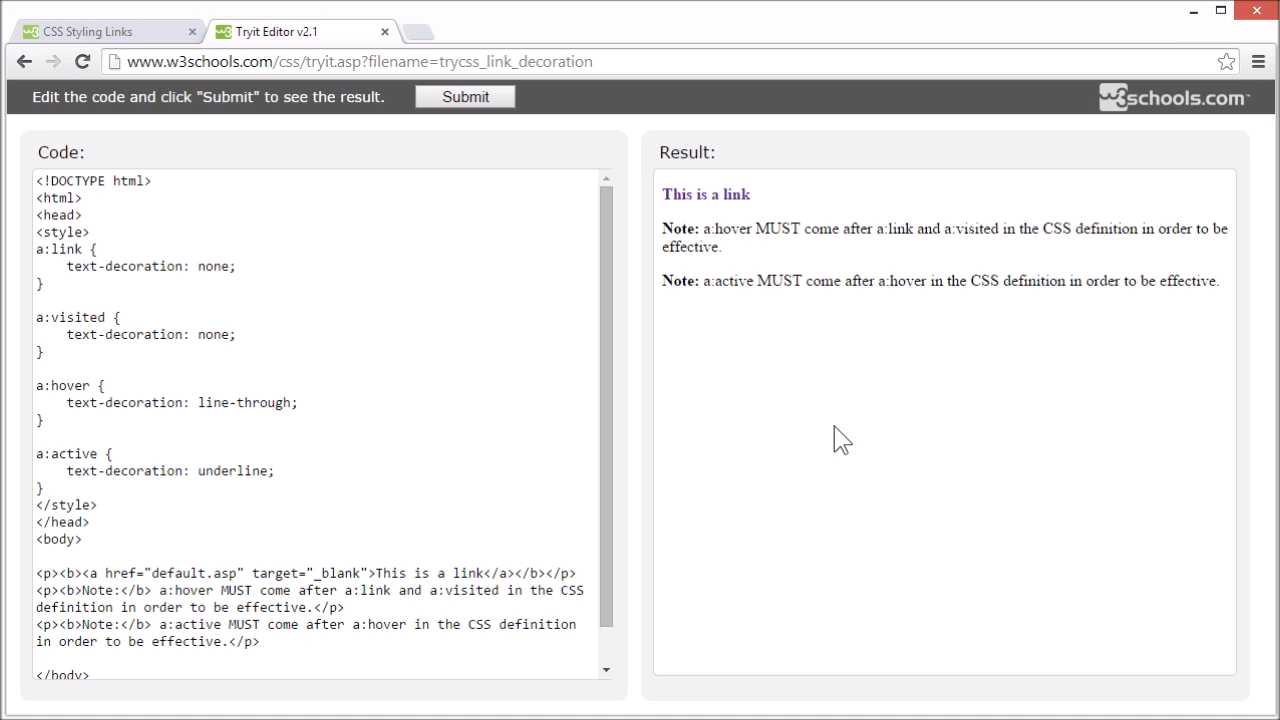 CSS Styling Links
Tryit Editor v2.1
www.w3schools.com/css/tryit.asp?filename=trycss_link_decoration
Edit the code and click "Submit" to see the result.
Submit
w3schools.com
Code:
<!DOCTYPE html>
<html>
<head>
<style>
a:link {
    text-decoration: none;
}

a:visited {
    text-decoration: none;
}

a:hover {
    text-decoration: line-through;
}

a:active {
    text-decoration: underline;
}
</style>
</head>
<body>

<p><b><a href="default.asp" target="_blank">This is a link</a></b></p>
<p><b>Note:</b> a:hover MUST come after a:link and a:visited in the CSS
definition in order to be effective.</p>
<p><b>Note:</b> a:active MUST come after a:hover in the CSS definition
in order to be effective.</p>

</body>
Result:
This is a link
Note: a:hover MUST come after a:link and a:visited in the CSS definition in order to be
effective.
Note: a:active MUST come after a:hover in the CSS definition in order to be effective.